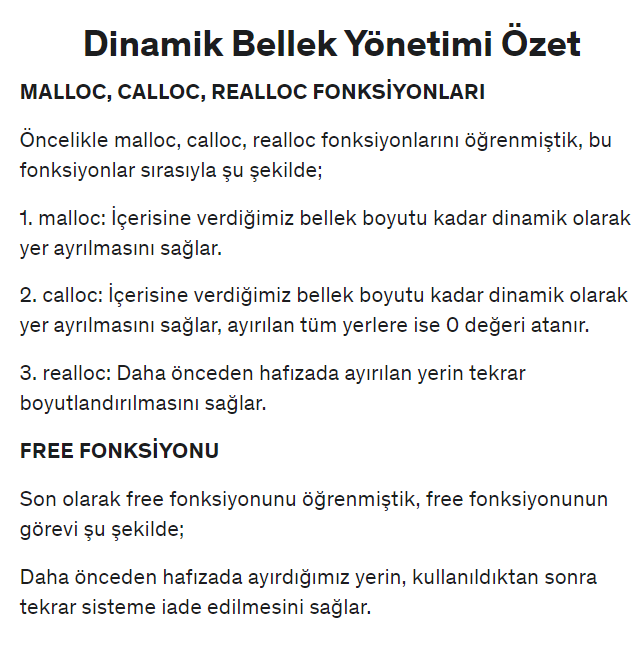 Dinamik Bellek Yönetimi Özet
MALLOC, CALLOC, REALLOC FONKSİYONLARI
Öncelikle malloc, calloc, realloc fonksiyonlarını öğrenmiştik, bu
fonksiyonlar sırasıyla şu şekilde;
1. malloc: İçerisine verdiğimiz bellek boyutu kadar dinamik olarak
yer ayrılmasını sağlar.
2. calloc: İçerisine verdiğimiz bellek boyutu kadar dinamik olarak
yer ayrılmasını sağlar, ayırılan tüm yerlere ise 0 değeri atanır.
3. realloc: Daha önceden hafızada ayırılan yerin tekrar
boyutlandırılmasını sağlar.
FREE FONKSİYONU
Son olarak free fonksiyonunu öğrenmiştik, free fonksiyonunun
görevi şu şekilde;
Daha önceden hafızada ayırdığımız yerin, kullanıldıktan sonra
tekrar sisteme iade edilmesini sağlar.